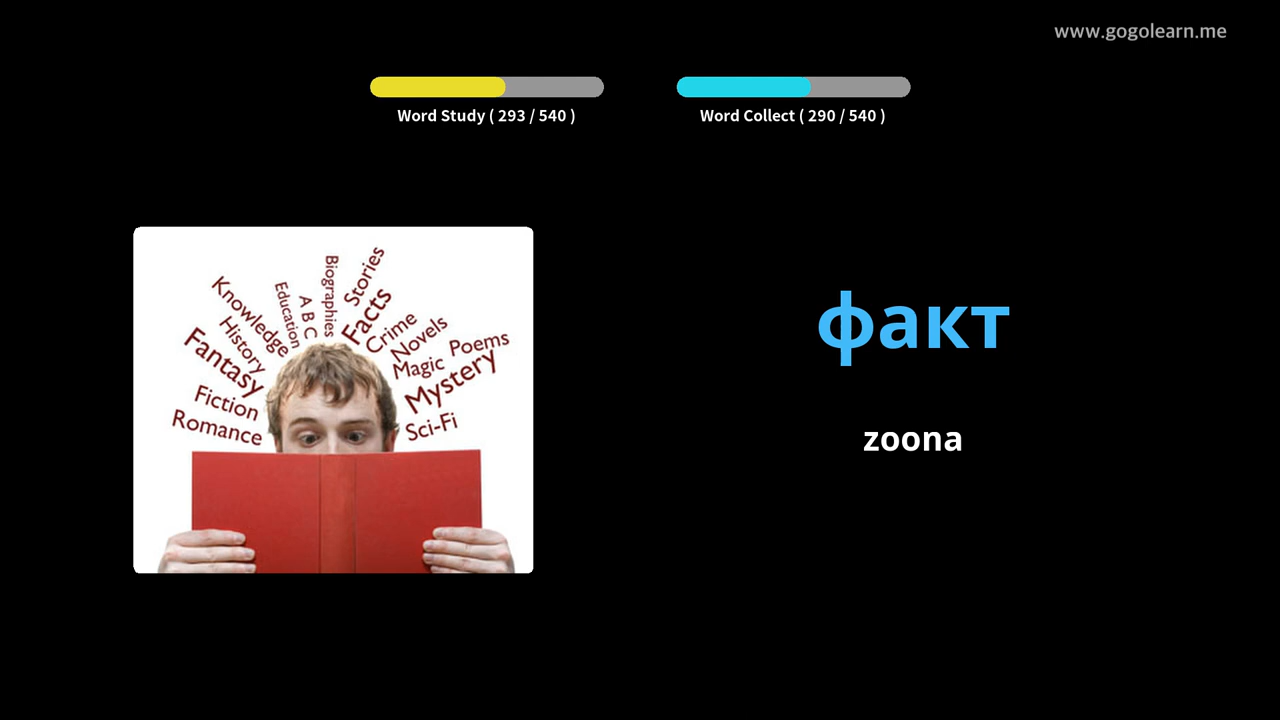 www.gogolearn.me
Word Study ( 293 / 540 )
Word Collect ( 290 / 540 )
Stories
Biographies
Facts
Education
A B C
Knowledge
Crime
History
Novels
Poems
Fantasy
Magic
Mystery
Fiction
Sci-Fi
Romance
факт
zoona